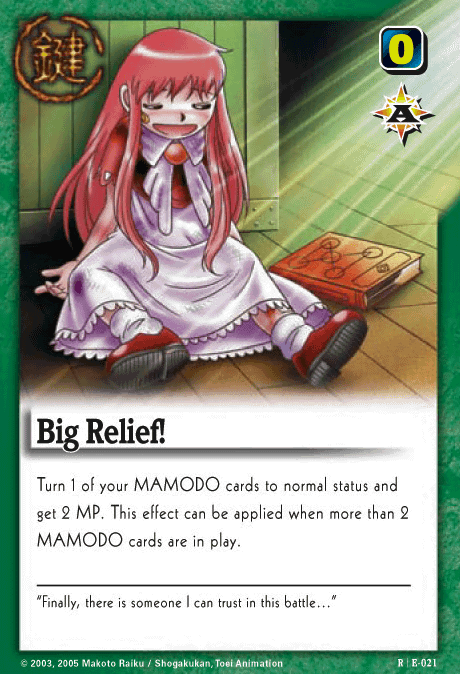 鍵
0
A
Big Relief!
Turn 1 of your MAMODO cards to normal status and
get 2 MP. This effect can be applied when more than 2
MAMODO cards are in play.
"Finally, there is someone I can trust in this battle..."
© 2003, 2005 Makoto Raiku / Shogakukan, Toei Animation
R | E-021